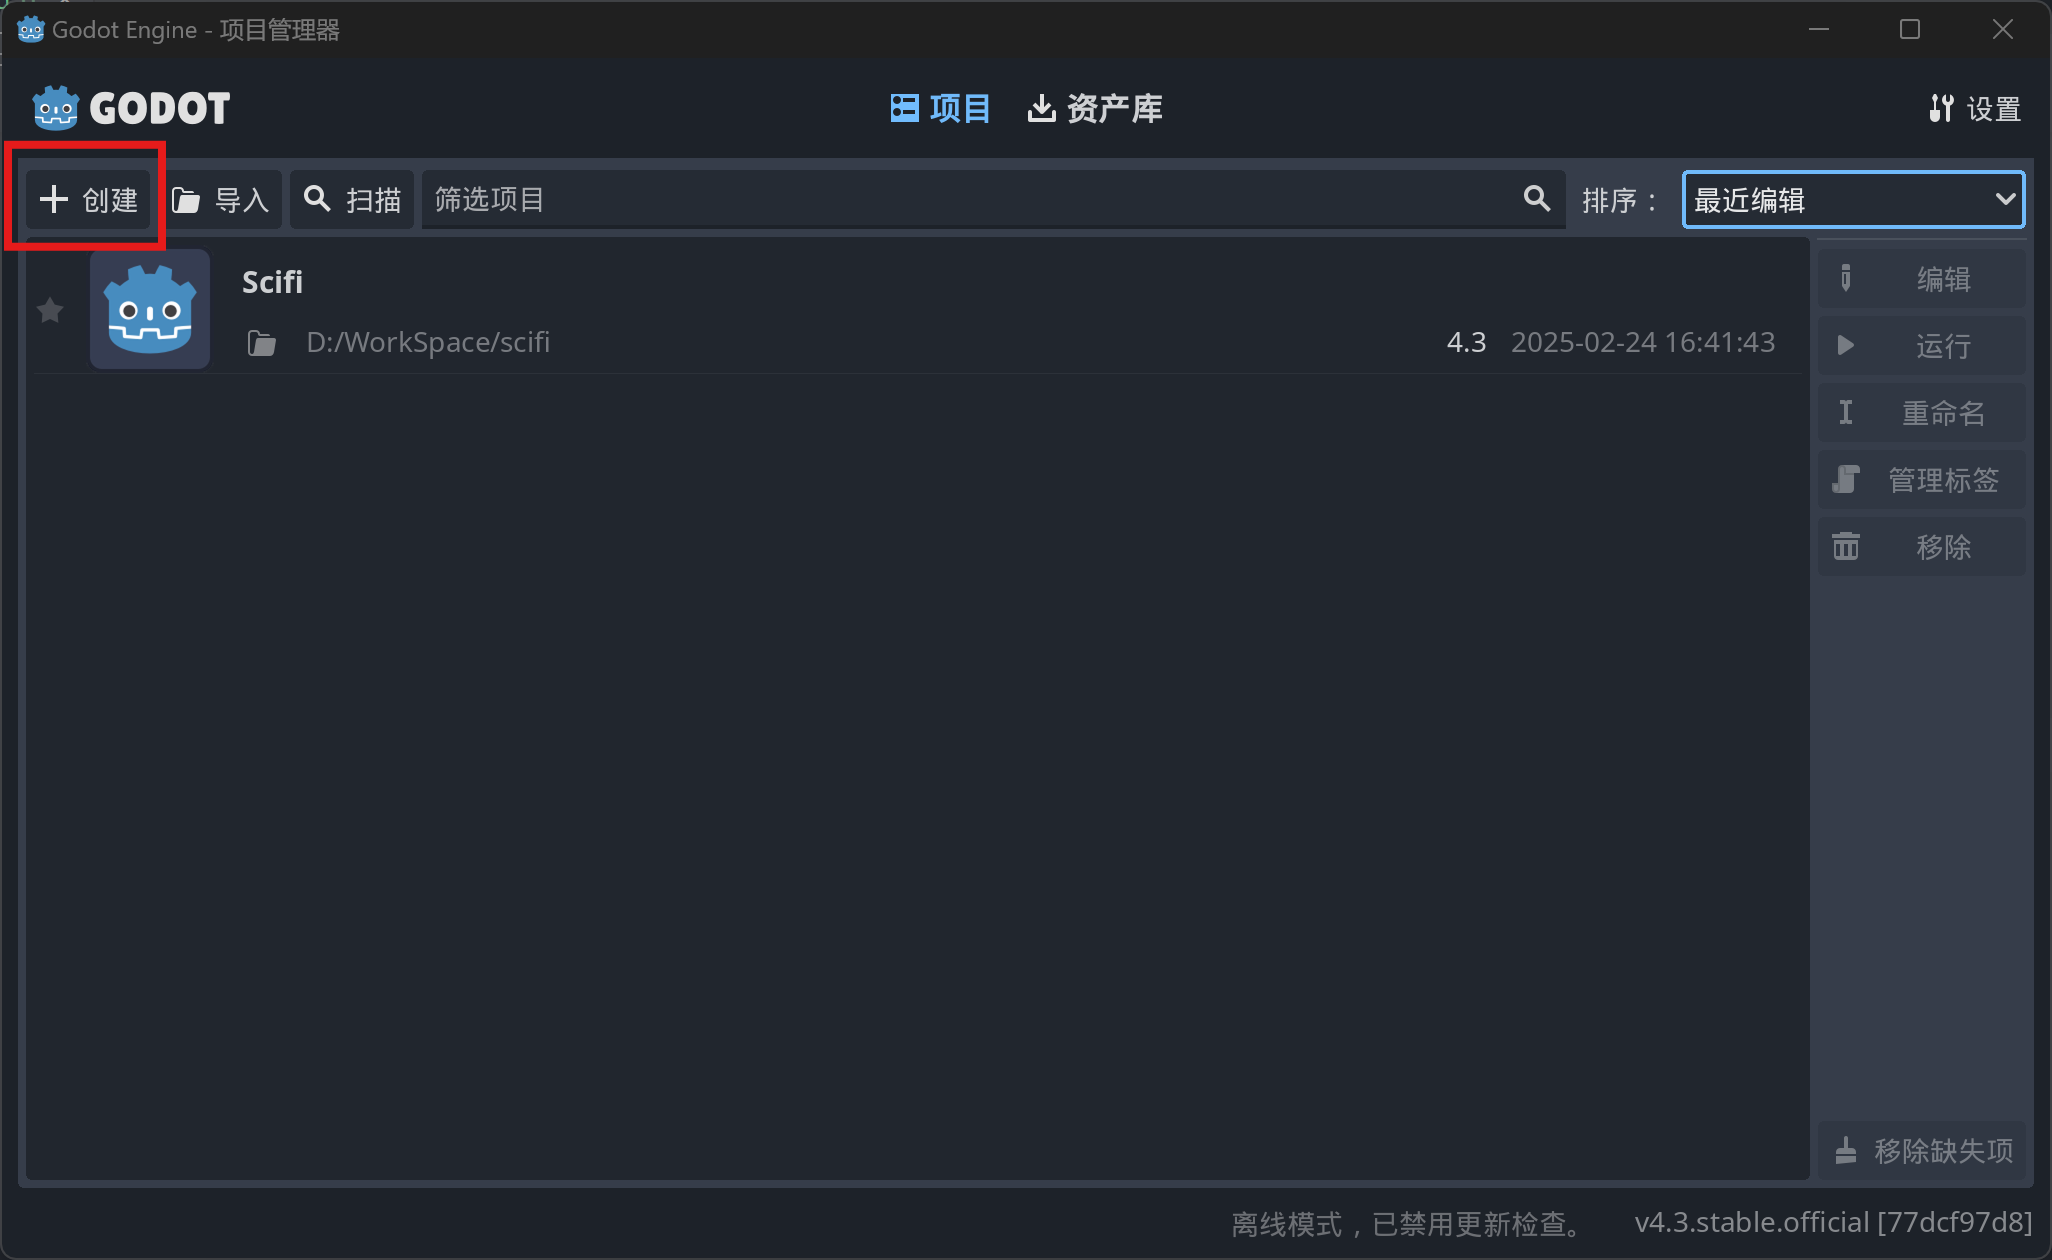 Godot Engine - 项目管理器
GODOT
项目
资产库
设置
创建
导入
扫描
筛选项目
排序：
最近编辑
Scifi
D:/WorkSpace/scifi
4.3 2025-02-24 16:41:43
编辑
运行
重命名
管理标签
移除
移除缺失项
离线模式，已禁用更新检查。
v4.3.stable.official [77dcf97d8]